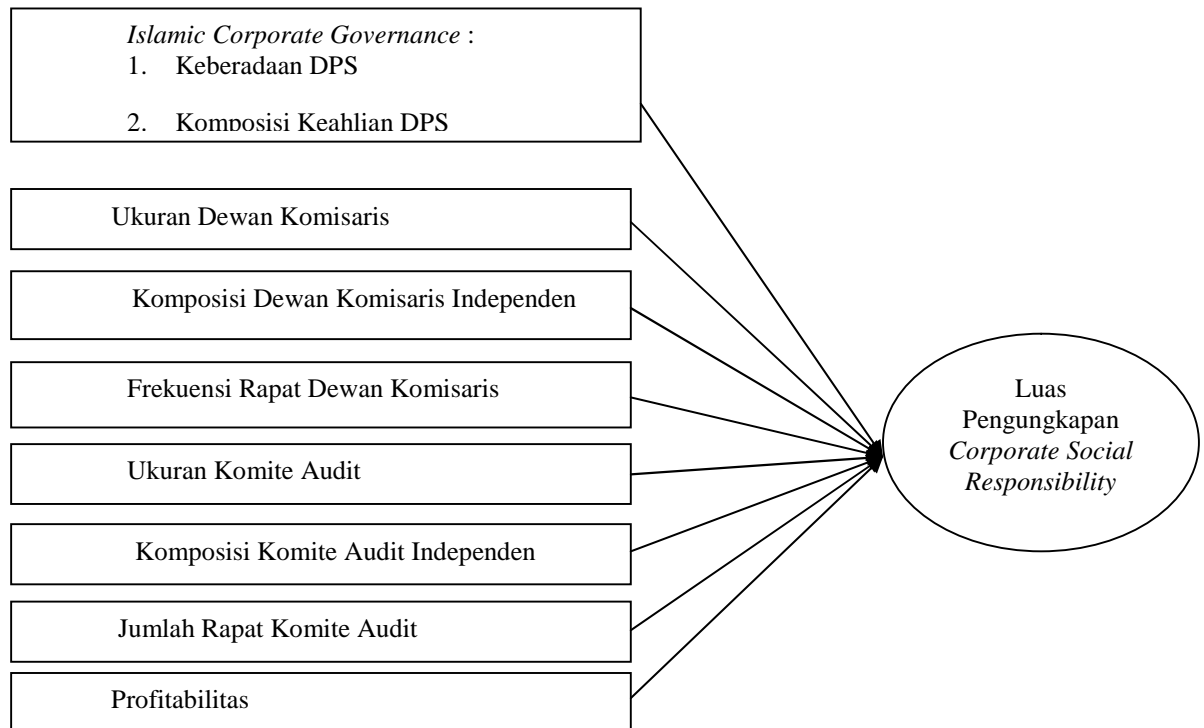 Islamic Corporate Governance :
1. Keberadaan DPS
2. Komposisi Keahlian DPS
Ukuran Dewan Komisaris
Komposisi Dewan Komisaris Independen
Frekuensi Rapat Dewan Komisaris
Ukuran Komite Audit
Komposisi Komite Audit Independen
Jumlah Rapat Komite Audit
Profitabilitas
Luas
Pengungkapan
Corporate Social
Responsibility